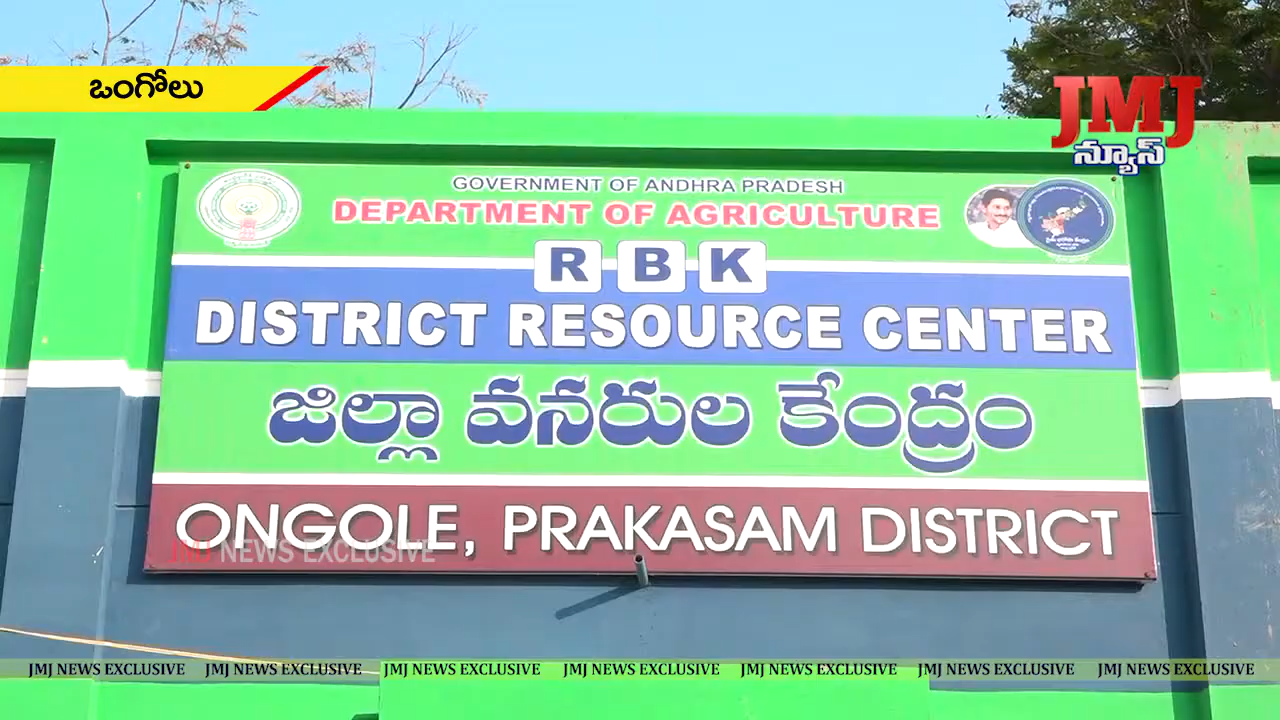 ఒంగోలు
JMJ
న్యూస్
GOVERNMENT OF ANDHRA PRADESH
DEPARTMENT OF AGRICULTURE
RBK
DISTRICT RESOURCE CENTER
జిల్లా వనరుల కేంద్రం
ONGOLE, PRAKASAM DISTRICT
JMJ NEWS EXCLUSIVE
JMJ NEWS EXCLUSIVE JMJ NEWS EXCLUSIVE JMJ NEWS EXCLUSIVE JMJ NEWS EXCLUSIVE JMJ NEWS EXCLUSIVE JMJ NEWS EXCLUSIVE JMJ NEWS EXCLUSIVE